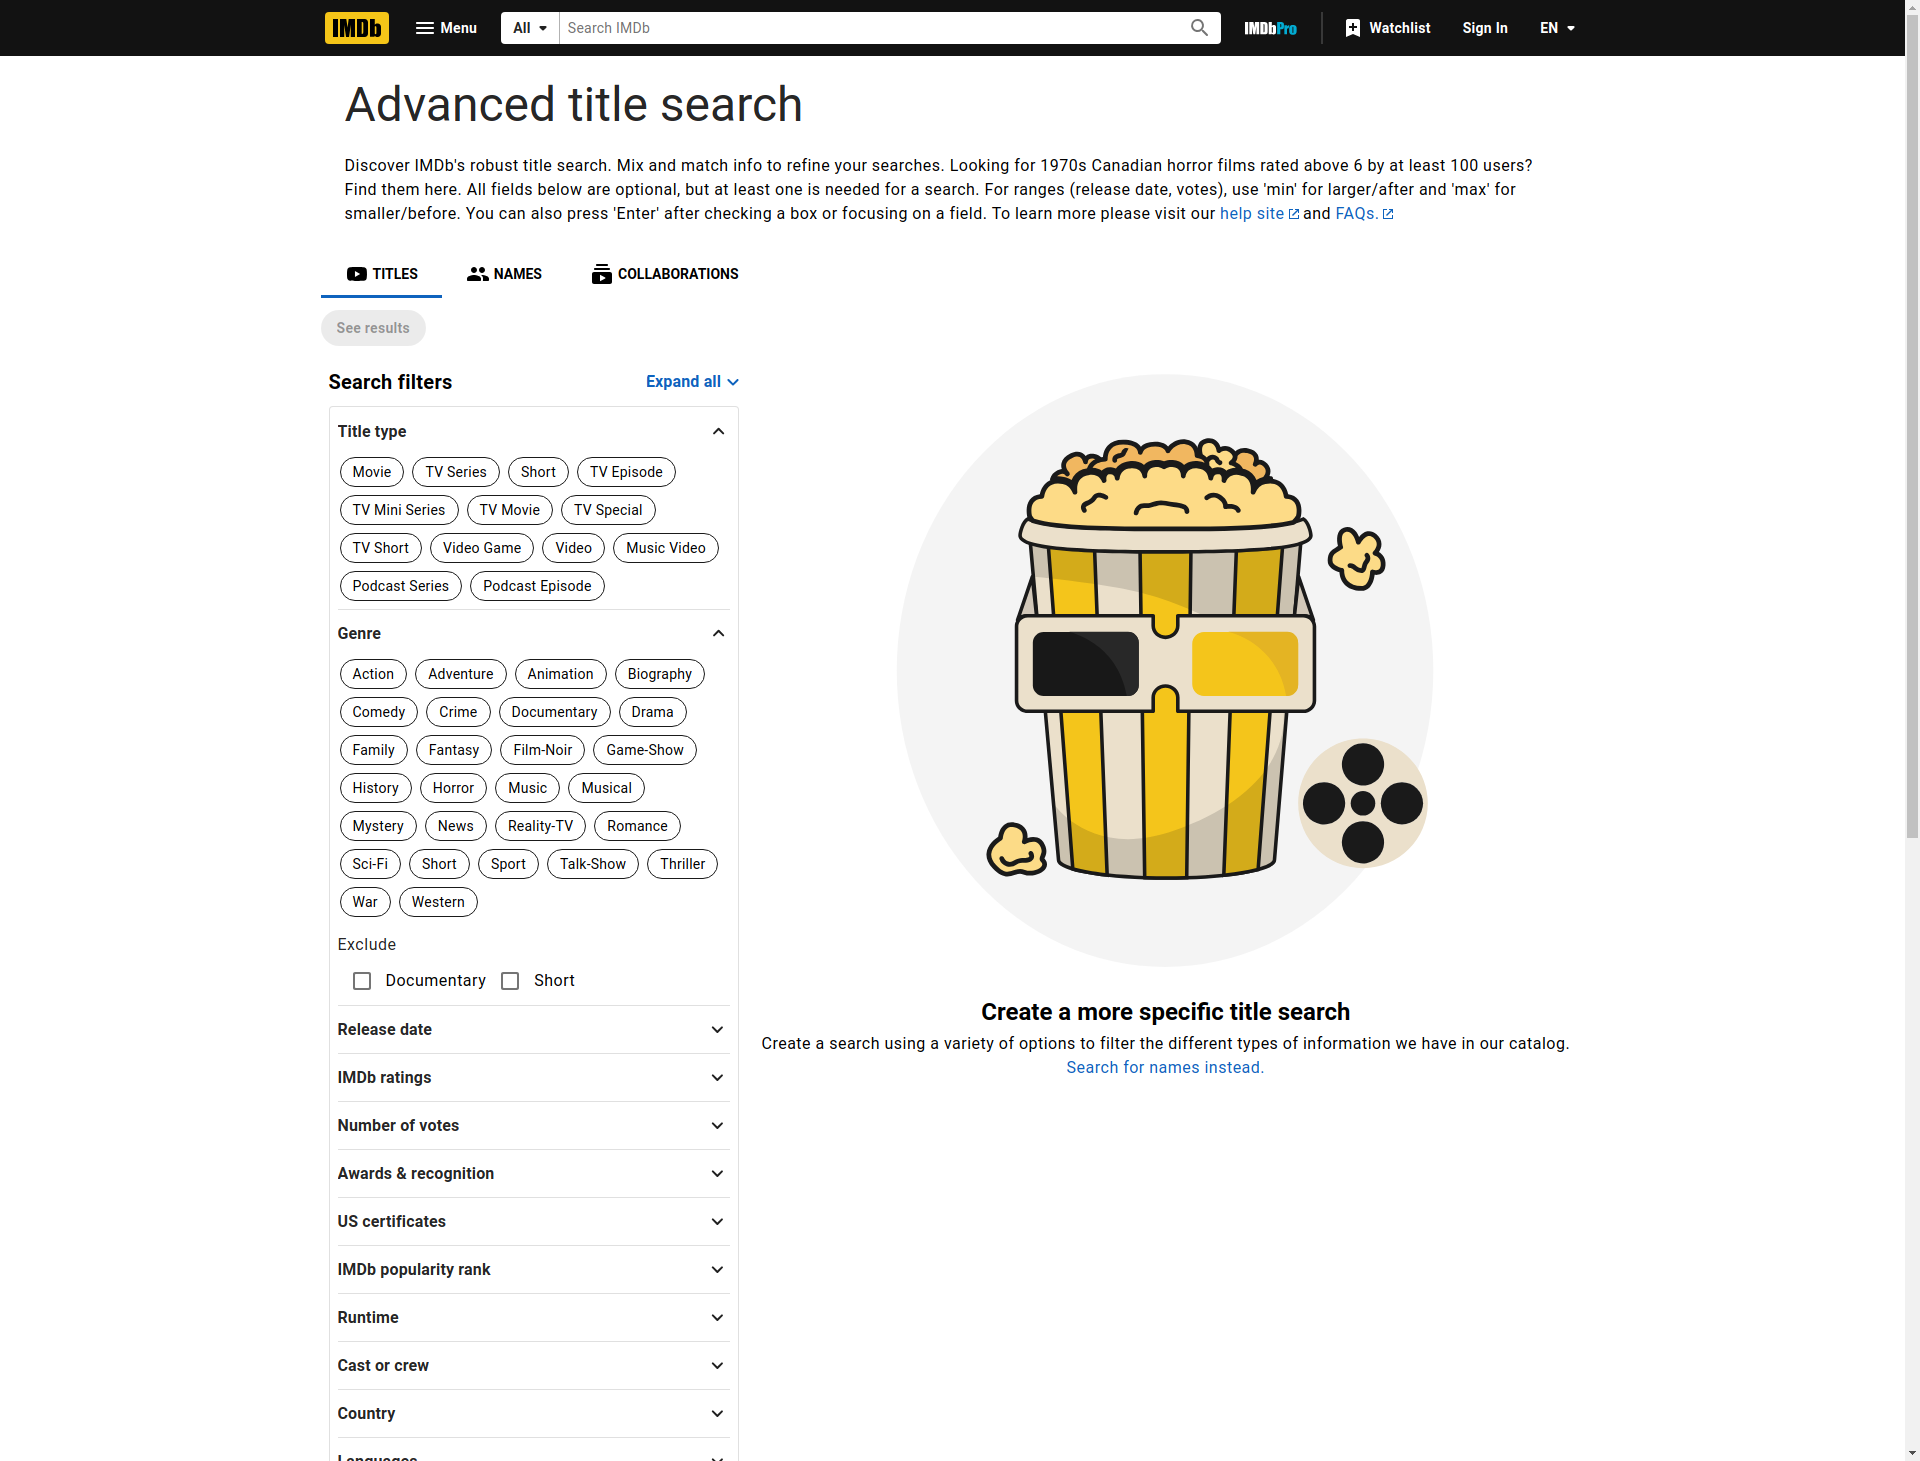 IMDb Menu All Search IMDb IMDbPro Watchlist Sign In EN
Advanced title search
Discover IMDb's robust title search. Mix and match info to refine your searches. Looking for 1970s Canadian horror films rated above 6 by at least 100 users?
Find them here. All fields below are optional, but at least one is needed for a search. For ranges (release date, votes), use 'min' for larger/after and 'max' for
smaller/before. You can also press 'Enter' after checking a box or focusing on a field. To learn more please visit our help site and FAQs.
TITLES NAMES COLLABORATIONS
See results
Search filters Expand all
Title type
Movie TV Series Short TV Episode
TV Mini Series TV Movie TV Special
TV Short Video Game Video Music Video
Podcast Series Podcast Episode
Genre
Action Adventure Animation Biography
Comedy Crime Documentary Drama
Family Fantasy Film-Noir Game-Show
History Horror Music Musical
Mystery News Reality-TV Romance
Sci-Fi Short Sport Talk-Show Thriller
War Western
Exclude
Documentary Short
Release date
IMDb ratings
Number of votes
Awards & recognition
US certificates
IMDb popularity rank
Runtime
Cast or crew
Country
Languages
Create a more specific title search
Create a search using a variety of options to filter the different types of information we have in our catalog.
Search for names instead.